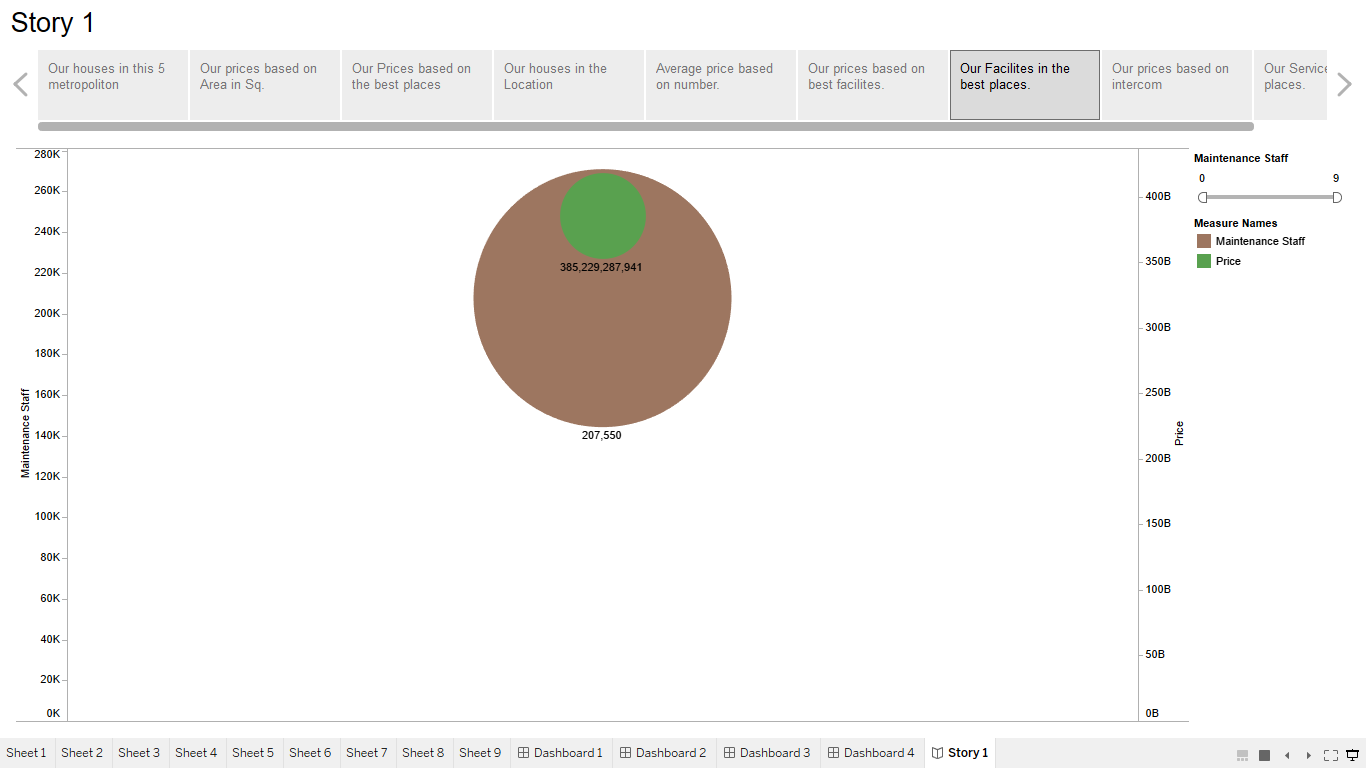 Story 1
Our houses in this 5
metropoliton
Our prices based on
Area in Sq.
Our Prices based on
the best places
Our houses in the
Location
Average price based
on number.
Our prices based on
best facilites.
Our Facilites in the
best places.
Our prices based on
intercom
Our Service
places.
280K
260K
240K
220K
200K
180K
160K
140K
120K
100K
80K
60K
40K
20K
0K
Maintenance Staff
385,229,287,941
207,550
400B
350B
300B
250B
200B
150B
100B
50B
0B
Price
Maintenance Staff
0 9
Measure Names
Maintenance Staff
Price
Sheet 1 Sheet 2 Sheet 3 Sheet 4 Sheet 5 Sheet 6 Sheet 7 Sheet 8 Sheet 9 Dashboard 1 Dashboard 2 Dashboard 3 Dashboard 4 Story 1